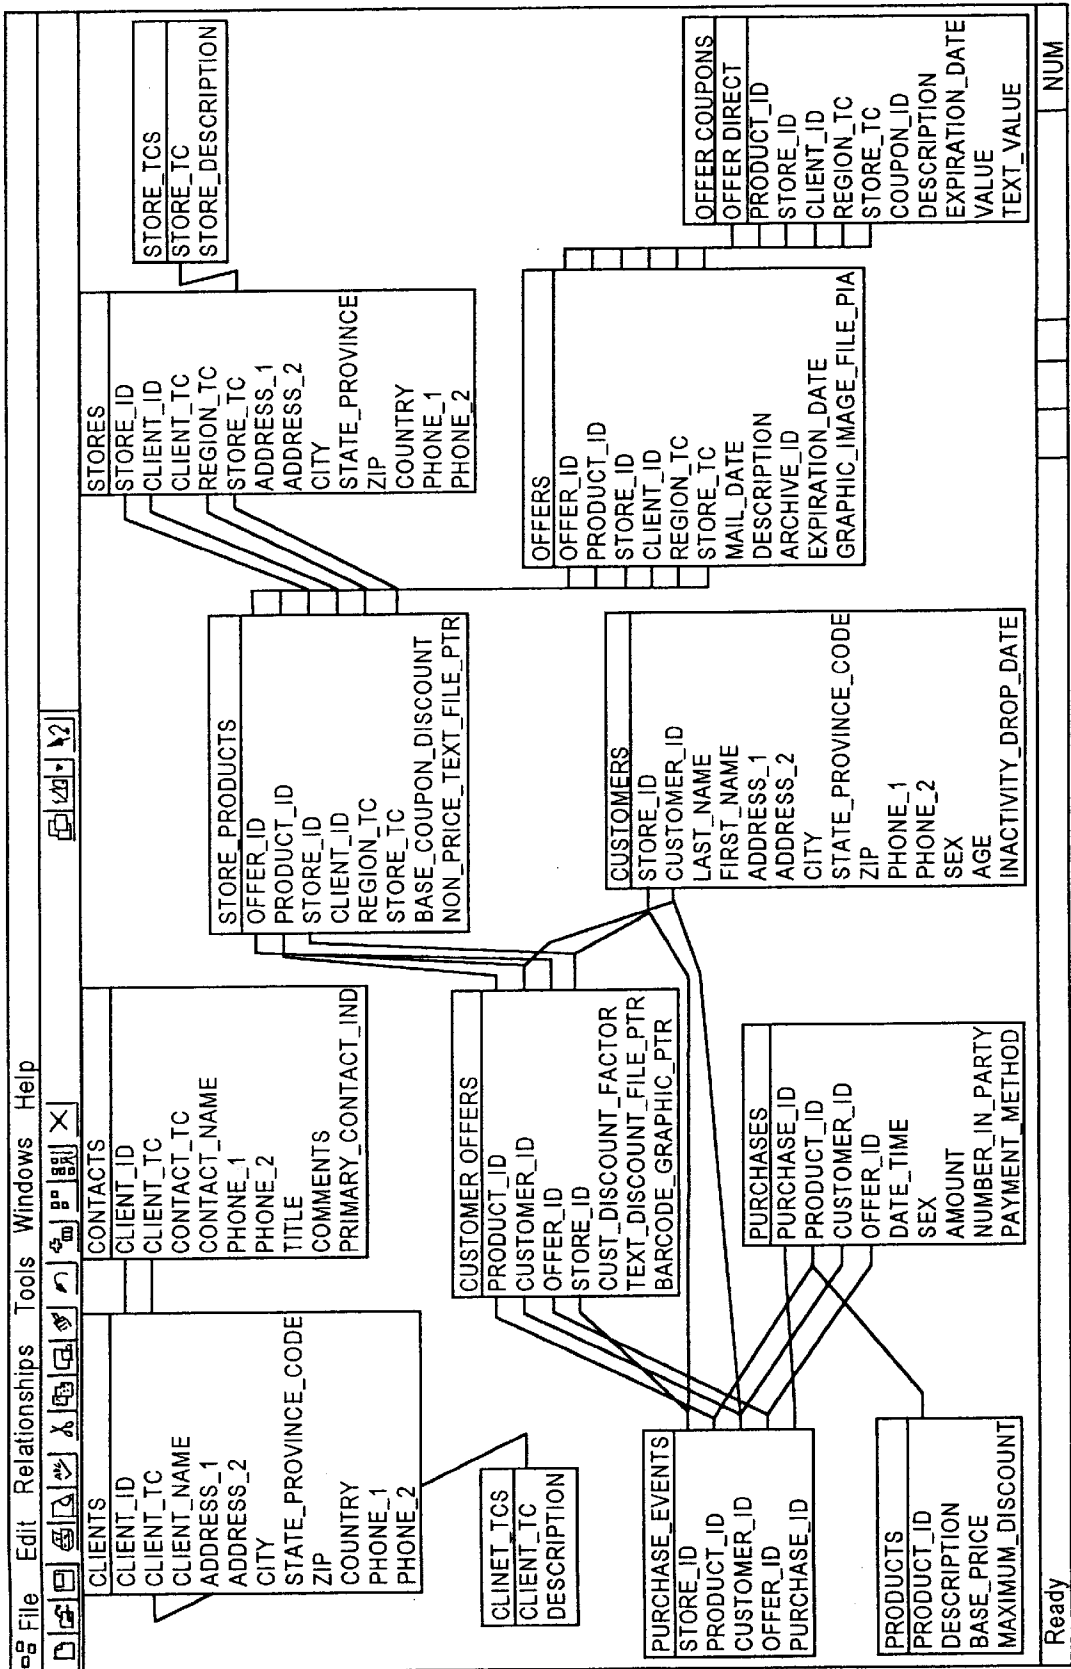 File Edit Relationships Tools Windows Help
CLIENTS
CLIENT_ID
CLIENT_TC
CLIENT_NAME
ADDRESS_1
ADDRESS_2
CITY
STATE_PROVINCE_CODE
ZIP
COUNTRY
PHONE_1
PHONE_2
CONTACTS
CLIENT_ID
CLIENT_TC
CONTACT_TC
CONTACT_NAME
PHONE_1
PHONE_2
TITLE
COMMENTS
PRIMARY_CONTACT_IND
STORE_PRODUCTS
OFFER_ID
PRODUCT_ID
STORE_ID
CLIENT_ID
REGION_TC
STORE_TC
BASE_COUPON_DISCOUNT
NON_PRICE_TEXT_FILE_PTR
STORES
STORE_ID
CLIENT_ID
CLIENT_TC
REGION_TC
STORE_TC
ADDRESS_1
ADDRESS_2
CITY
STATE_PROVINCE
ZIP
COUNTRY
PHONE_1
PHONE_2
STORE_TCS
STORE_TC
STORE_DESCRIPTION
CLINET_TCS
CLIENT_TC
DESCRIPTION
CUSTOMER OFFERS
PRODUCT_ID
CUSTOMER_ID
OFFER_ID
STORE_ID
CUST_DISCOUNT_FACTOR
TEXT_DISCOUNT_FILE_PTR
BARCODE_GRAPHIC_PTR
CUSTOMERS
STORE_ID
CUSTOMER_ID
LAST_NAME
FIRST_NAME
ADDRESS_1
ADDRESS_2
CITY
STATE_PROVINCE_CODE
ZIP
PHONE_1
PHONE_2
SEX
AGE
INACTIVITY_DROP_DATE
OFFERS
OFFER_ID
PRODUCT_ID
STORE_ID
CLIENT_ID
REGION_TC
STORE_TC
MAIL_DATE
DESCRIPTION
ARCHIVE_ID
EXPIRATION_DATE
GRAPHIC_IMAGE_FILE_PIA
OFFER COUPONS
OFFER DIRECT
PRODUCT_ID
STORE_ID
CLIENT_ID
REGION_TC
STORE_TC
COUPON_ID
DESCRIPTION
EXPIRATION_DATE
VALUE
TEXT_VALUE
PURCHASE_EVENTS
STORE_ID
PRODUCT_ID
CUSTOMER_ID
OFFER_ID
PURCHASE_ID
PURCHASES
PURCHASE_ID
PRODUCT_ID
CUSTOMER_ID
OFFER_ID
DATE_TIME
SEX
AMOUNT
NUMBER_IN_PARTY
PAYMENT_METHOD
PRODUCTS
PRODUCT_ID
DESCRIPTION
BASE_PRICE
MAXIMUM_DISCOUNT
Ready
NUM